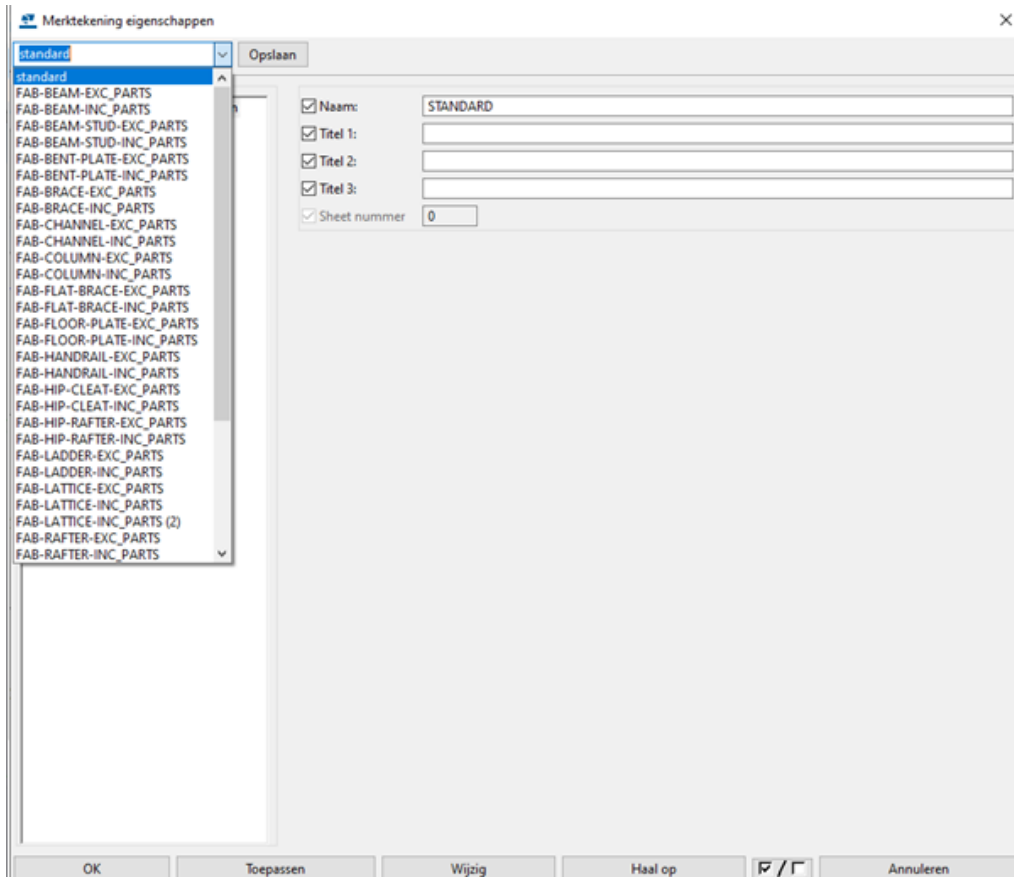 Merktekening eigenschappen
standard
Opslaan
standard
FAB-BEAM-EXC_PARTS
FAB-BEAM-INC_PARTS
FAB-BEAM-STUD-EXC_PARTS
FAB-BEAM-STUD-INC_PARTS
FAB-BENT-PLATE-EXC_PARTS
FAB-BENT-PLATE-INC_PARTS
FAB-BRACE-EXC_PARTS
FAB-BRACE-INC_PARTS
FAB-CHANNEL-EXC_PARTS
FAB-CHANNEL-INC_PARTS
FAB-COLUMN-EXC_PARTS
FAB-COLUMN-INC_PARTS
FAB-FLAT-BRACE-EXC_PARTS
FAB-FLAT-BRACE-INC_PARTS
FAB-FLOOR-PLATE-EXC_PARTS
FAB-FLOOR-PLATE-INC_PARTS
FAB-HANDRAIL-EXC_PARTS
FAB-HANDRAIL-INC_PARTS
FAB-HIP-CLEAT-EXC_PARTS
FAB-HIP-CLEAT-INC_PARTS
FAB-HIP-RAFTER-EXC_PARTS
FAB-HIP-RAFTER-INC_PARTS
FAB-LADDER-EXC_PARTS
FAB-LADDER-INC_PARTS
FAB-LATTICE-EXC_PARTS
FAB-LATTICE-INC_PARTS
FAB-LATTICE-INC_PARTS (2)
FAB-RAFTER-EXC_PARTS
FAB-RAFTER-INC_PARTS
Naam: STANDARD
Titel 1:
Titel 2:
Titel 3:
Sheet nummer 0
OK Toepassen Wijzig Haal op / Annuleren